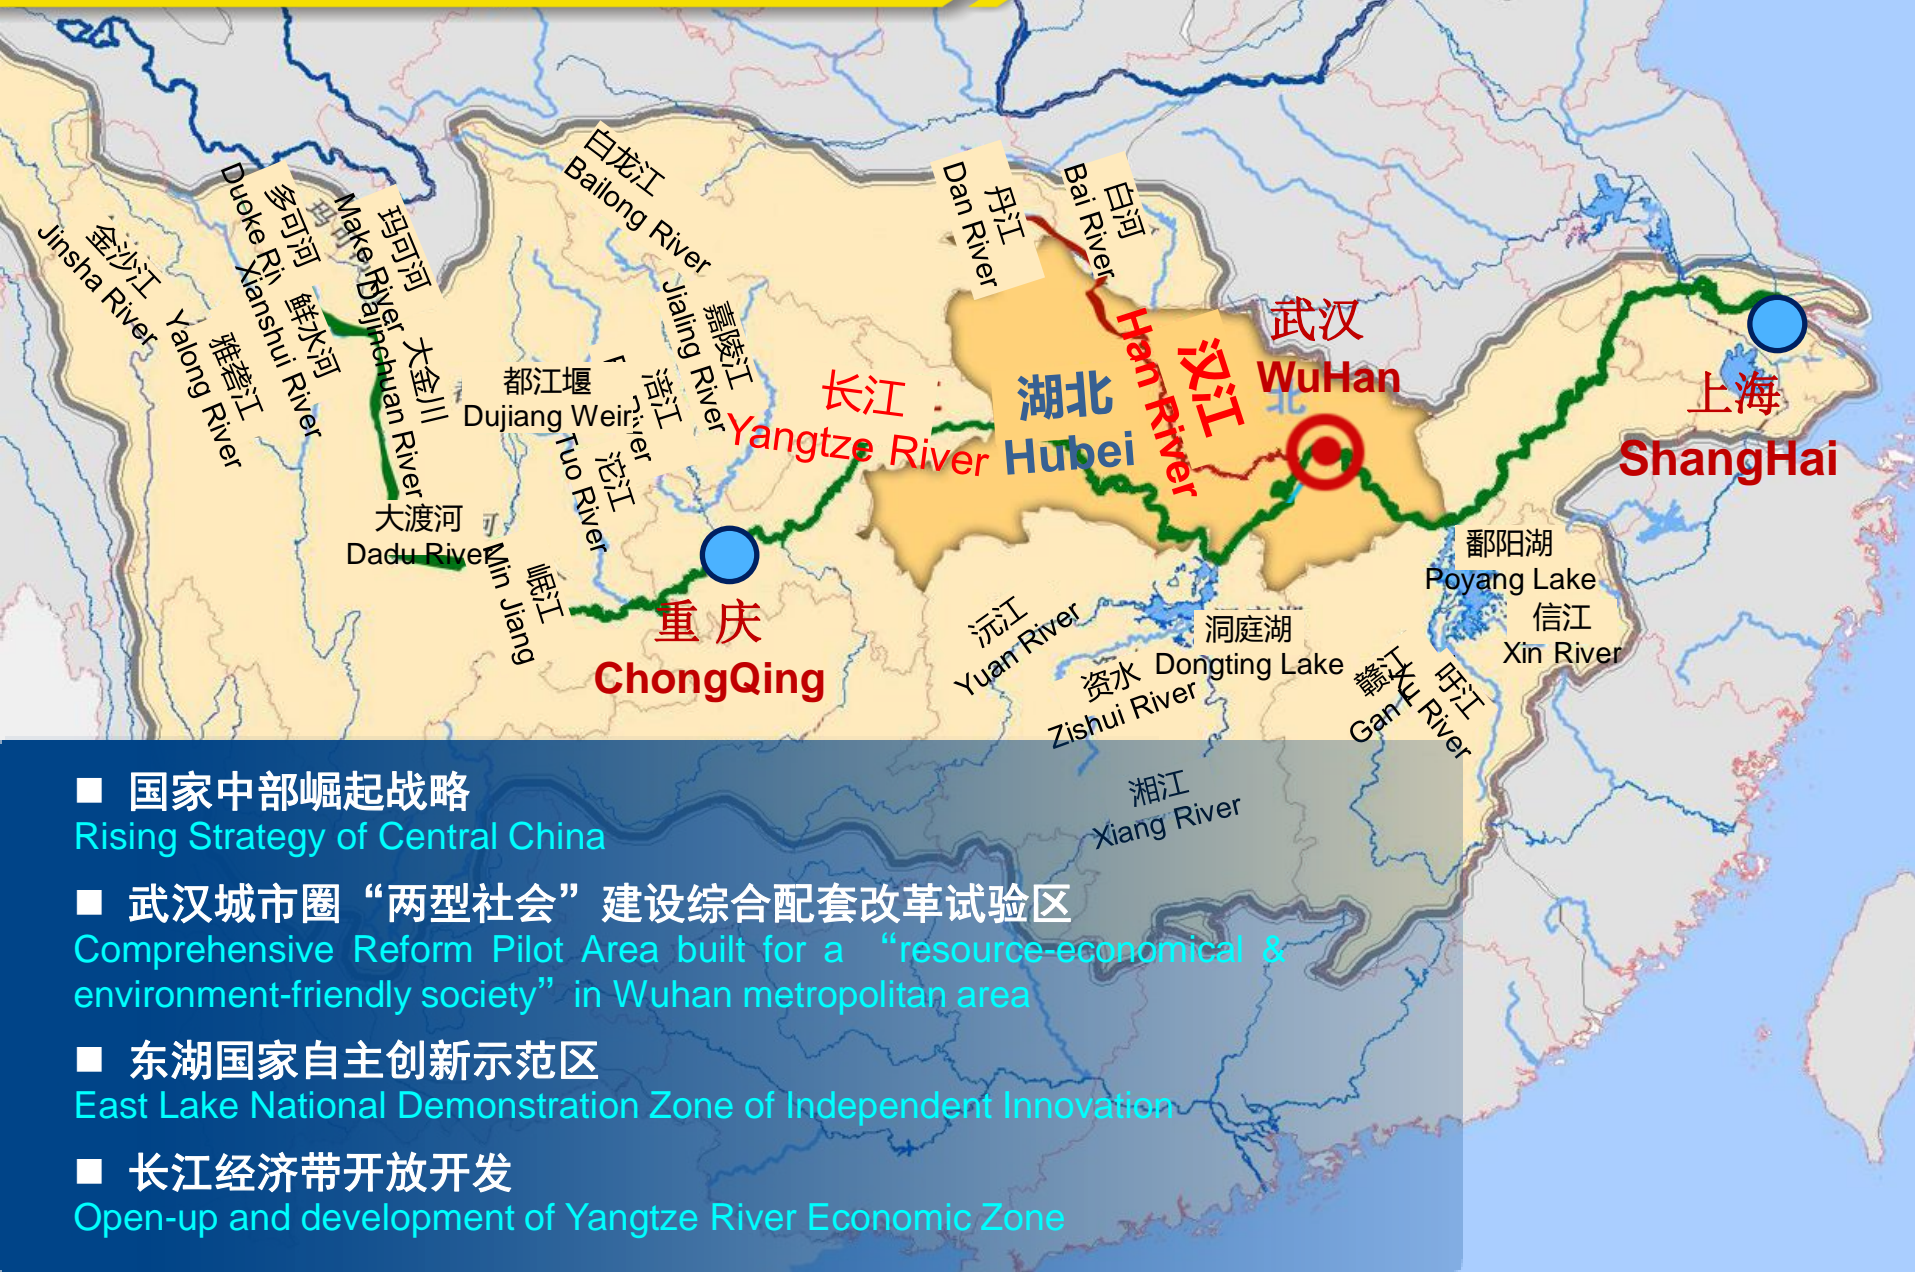 白龙江
Bailong River
丹江
Dan River
白河
Bai River
多可河
玛可河
Make River
金沙江
Jinsha River
雅砻江
Yalong River
鲜水河
Xianshui River
大金川
Dajinchuan River
嘉陵江
Jialing River
武汉
WuHan
汉江
Han River
都江堰
Dujiang Weir
涪江
长江
Yangtze River
湖北
Hubei
北
上海
ShangHai
沱江
Tuo River
大渡河
Dadu River
河
岷江
Min Jiang
重庆
ChongQing
鄱阳湖
Poyang Lake
信江
Xin River
沅江
Yuan River
洞庭湖
Dongting Lake
资水
Zishui River
赣江
Gan
吁江
Xu River
湘江
Xiang River
■ 国家中部崛起战略
Rising Strategy of Central China
■ 武汉城市圈“两型社会”建设综合配套改革试验区
Comprehensive Reform Pilot Area built for a “resource-economical &
environment-friendly society” in Wuhan metropolitan area
■ 东湖国家自主创新示范区
East Lake National Demonstration Zone of Independent Innovation
■ 长江经济带开放开发
Open-up and development of Yangtze River Economic Zone